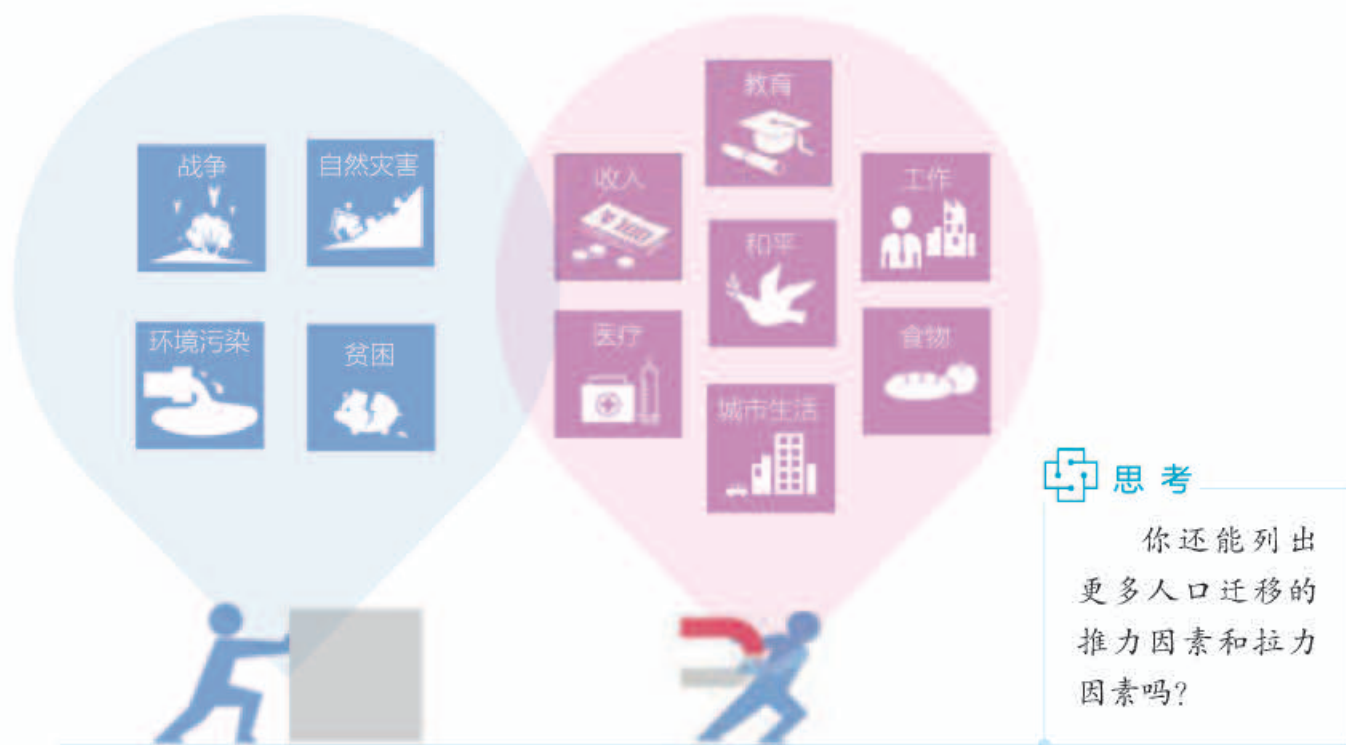 战争
自然灾害
环境污染
贫困
教育
收入
工作
和平
医疗
食物
城市生活
思考
你还能列出
更多人口迁移的
推力因素和拉力
因素吗?